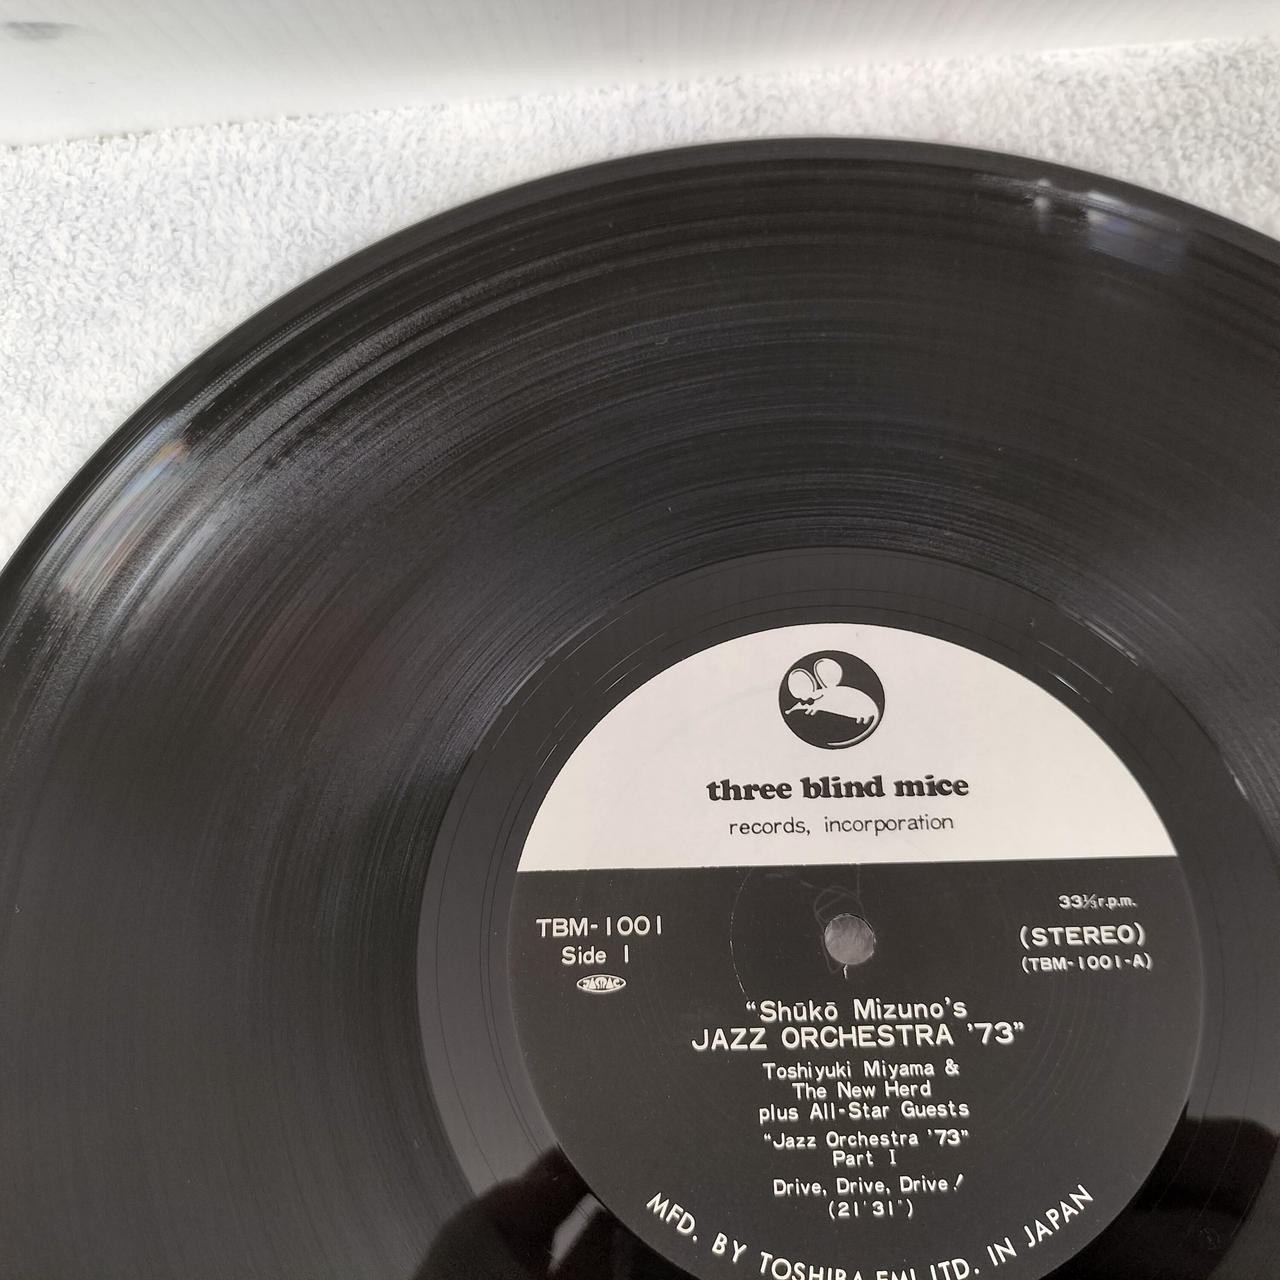 three blind mice
records, incorporation
33⅓r.p.m.
TBM-1001
(STEREO)
Side 1
(TBM-1001-A)
JASRAC
“Shūkō Mizuno's
JAZZ ORCHESTRA '73”
Toshiyuki Miyama &
The New Herd
plus All-Star Guests
“Jazz Orchestra '73”
Part I
Drive, Drive, Drive!
(21'31")
MFD. BY TOSHIBA EMI LTD. IN JAPAN